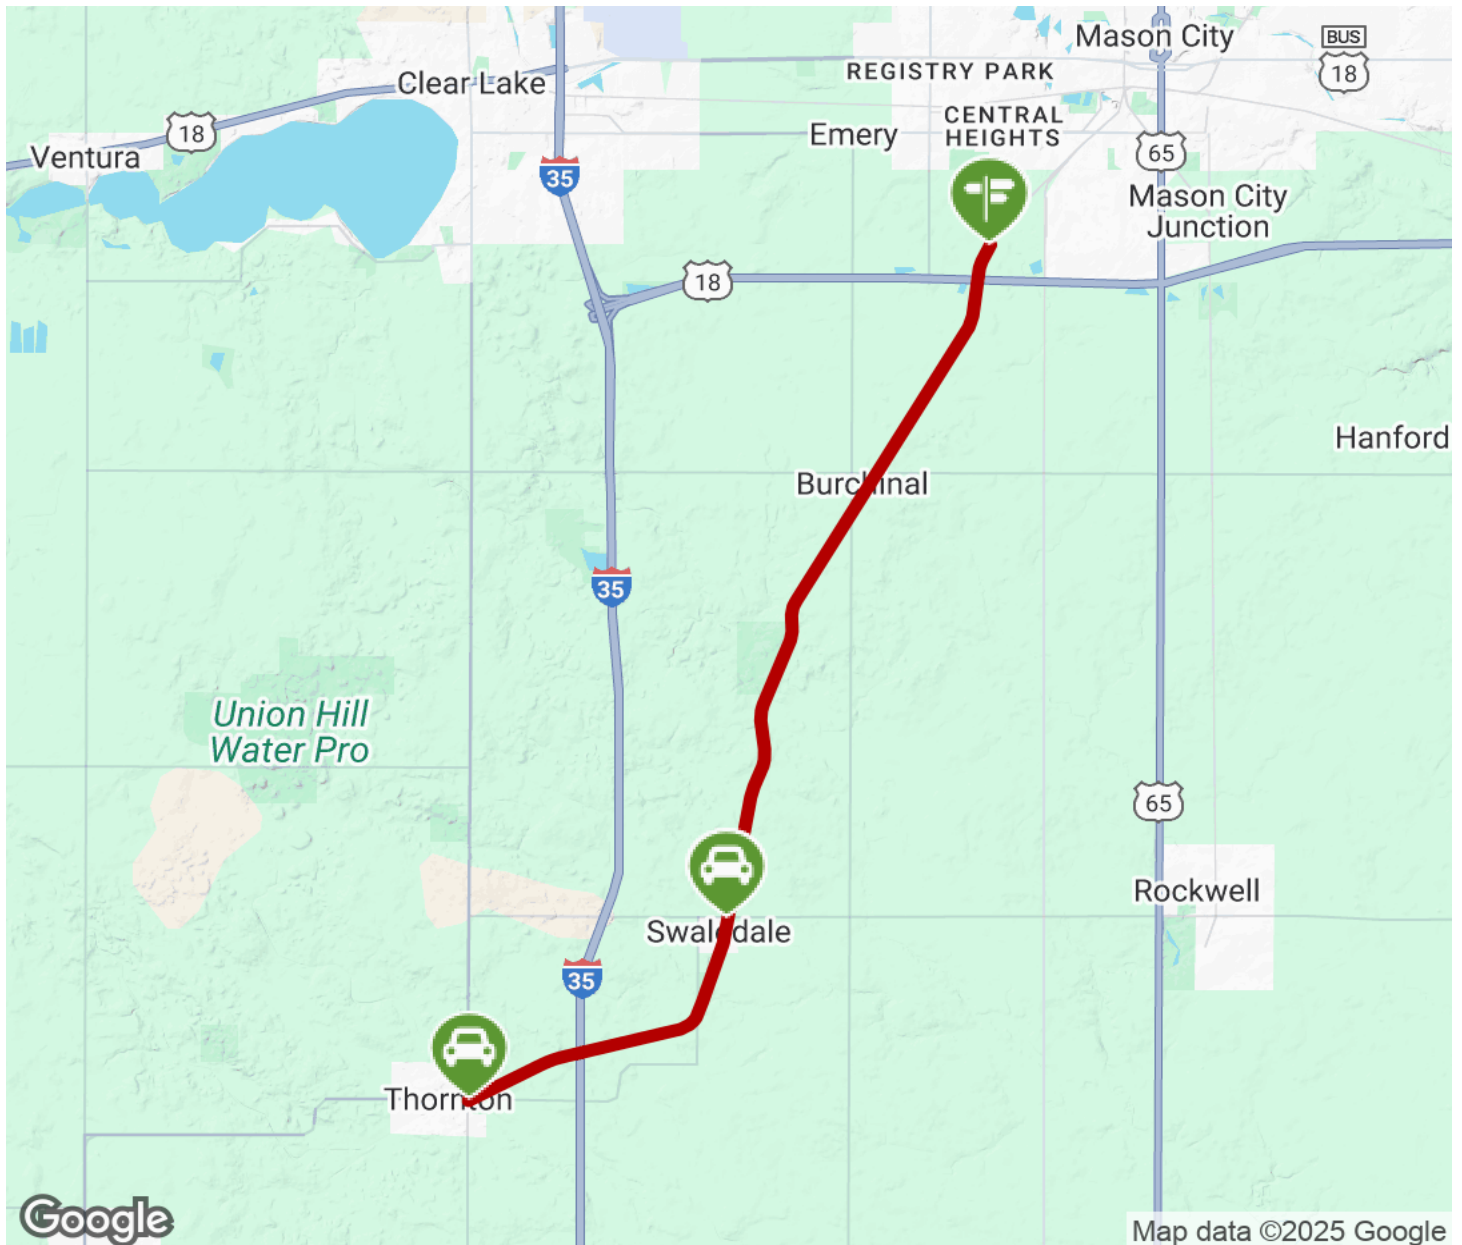 Mason City
BUS
18
REGISTRY PARK
Clear Lake
CENTRAL
HEIGHTS
18
Emery
Ventura
65
35
Mason City
Junction
18
Hanford
Burchinal
35
Union Hill
Water Pro
65
Rockwell
Swaledale
35
Thornton
Google
Map data ©2025 Google